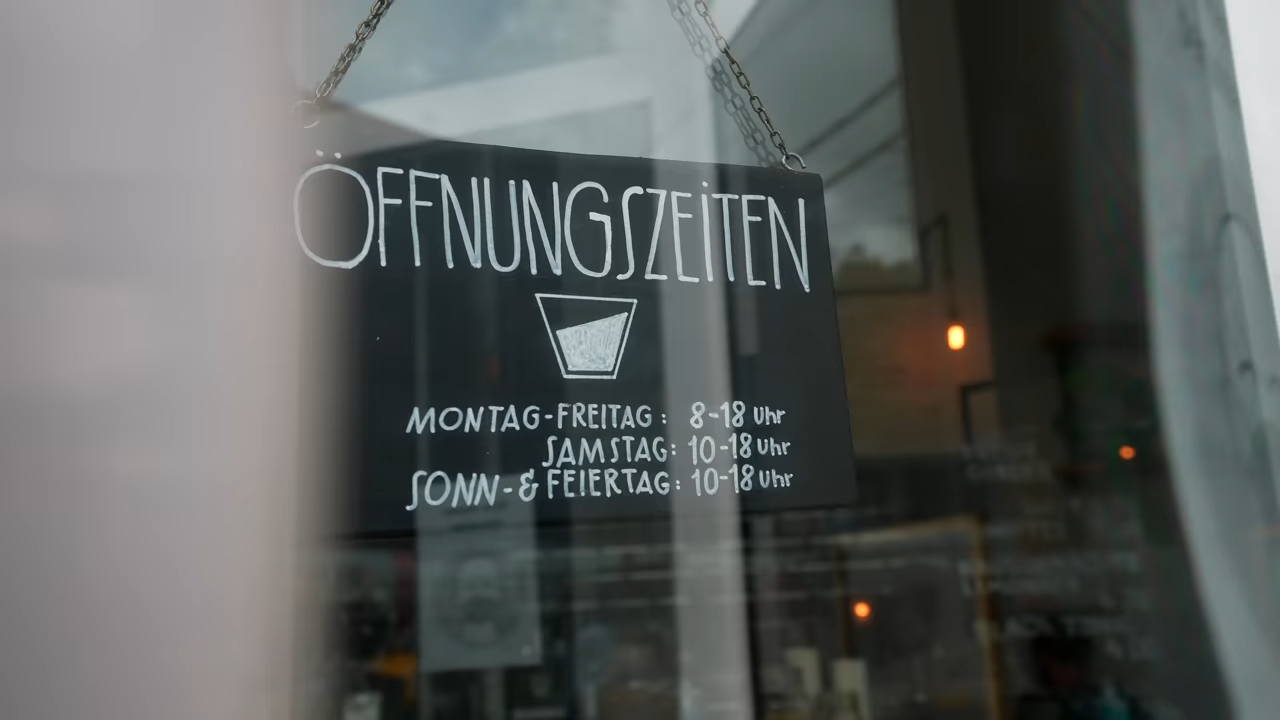 ÖFFNUNGSZEITEN
MONTAG-FREITAG: 8-18 Uhr
SAMSTAG: 10-18 Uhr
SONN-& FEIERTAG: 10-18 Uhr